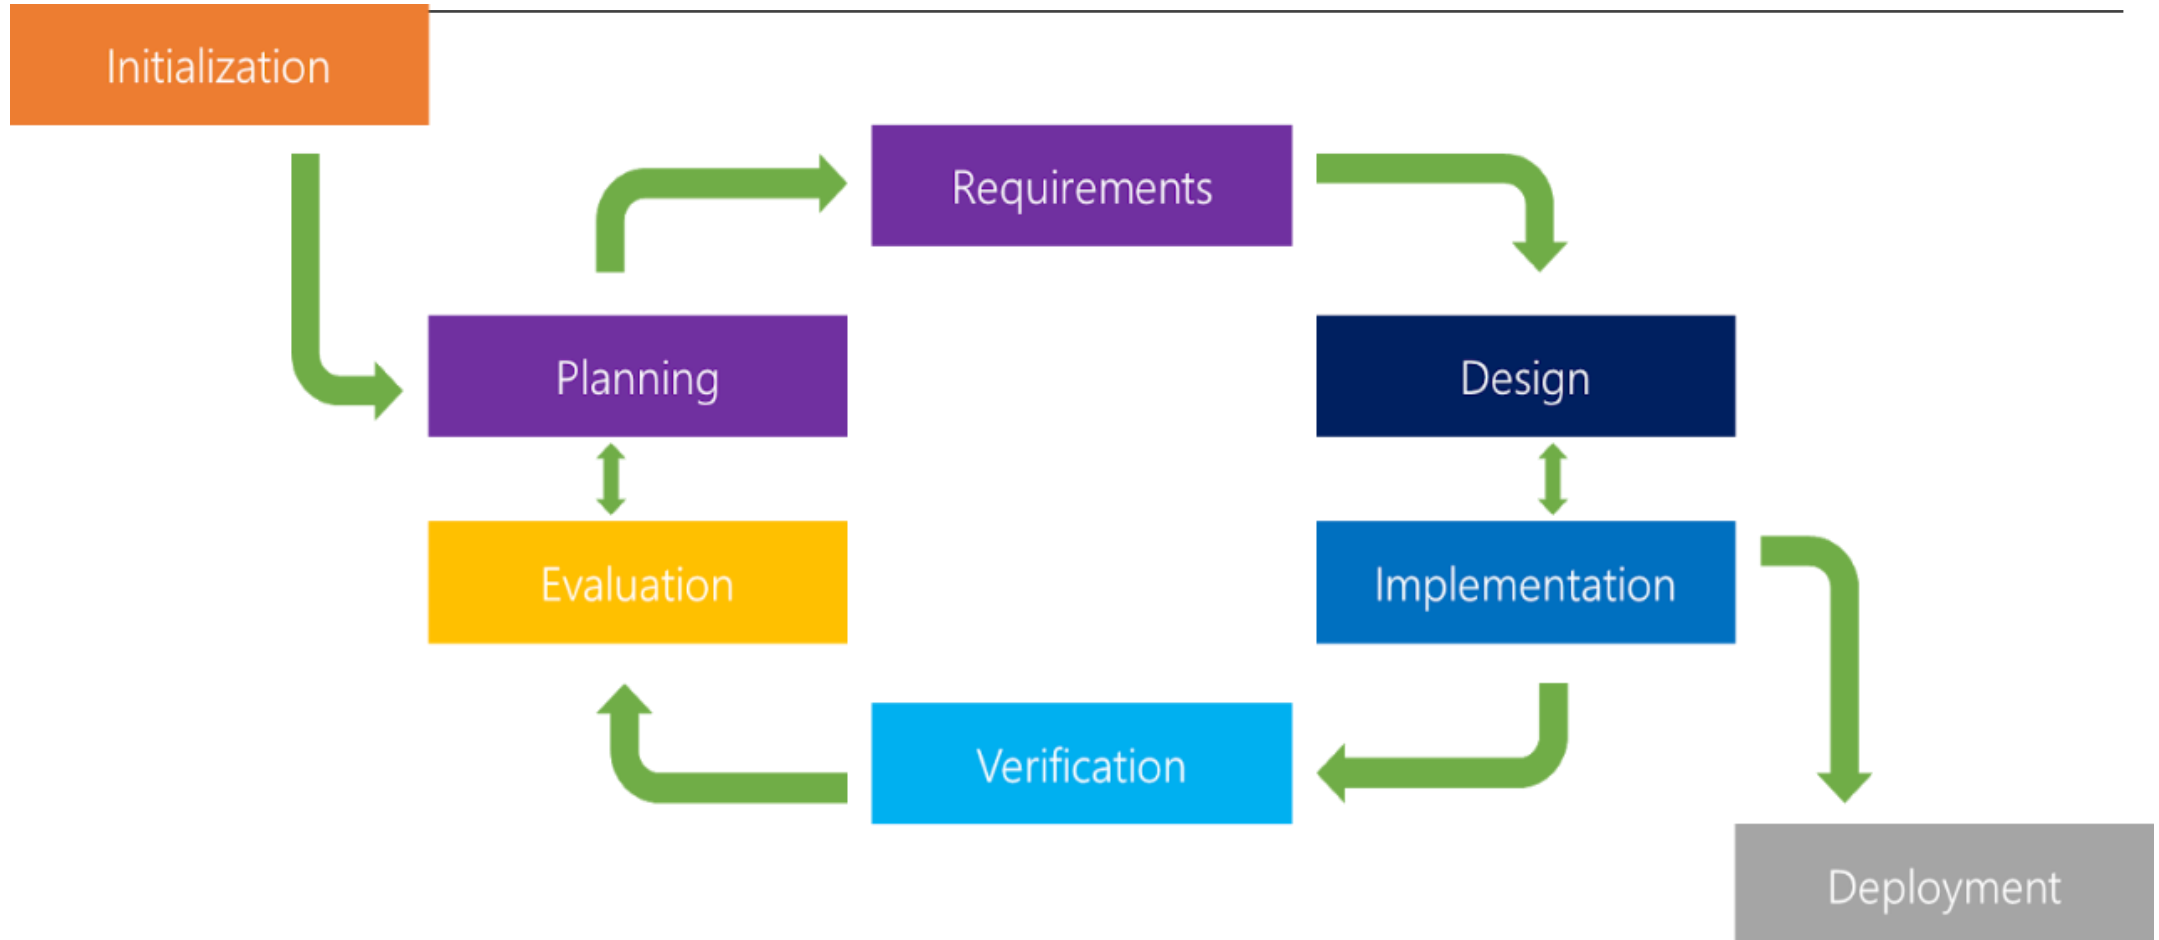 Initialization
Requirements
Planning
Design
Evaluation
Implementation
Verification
Deployment